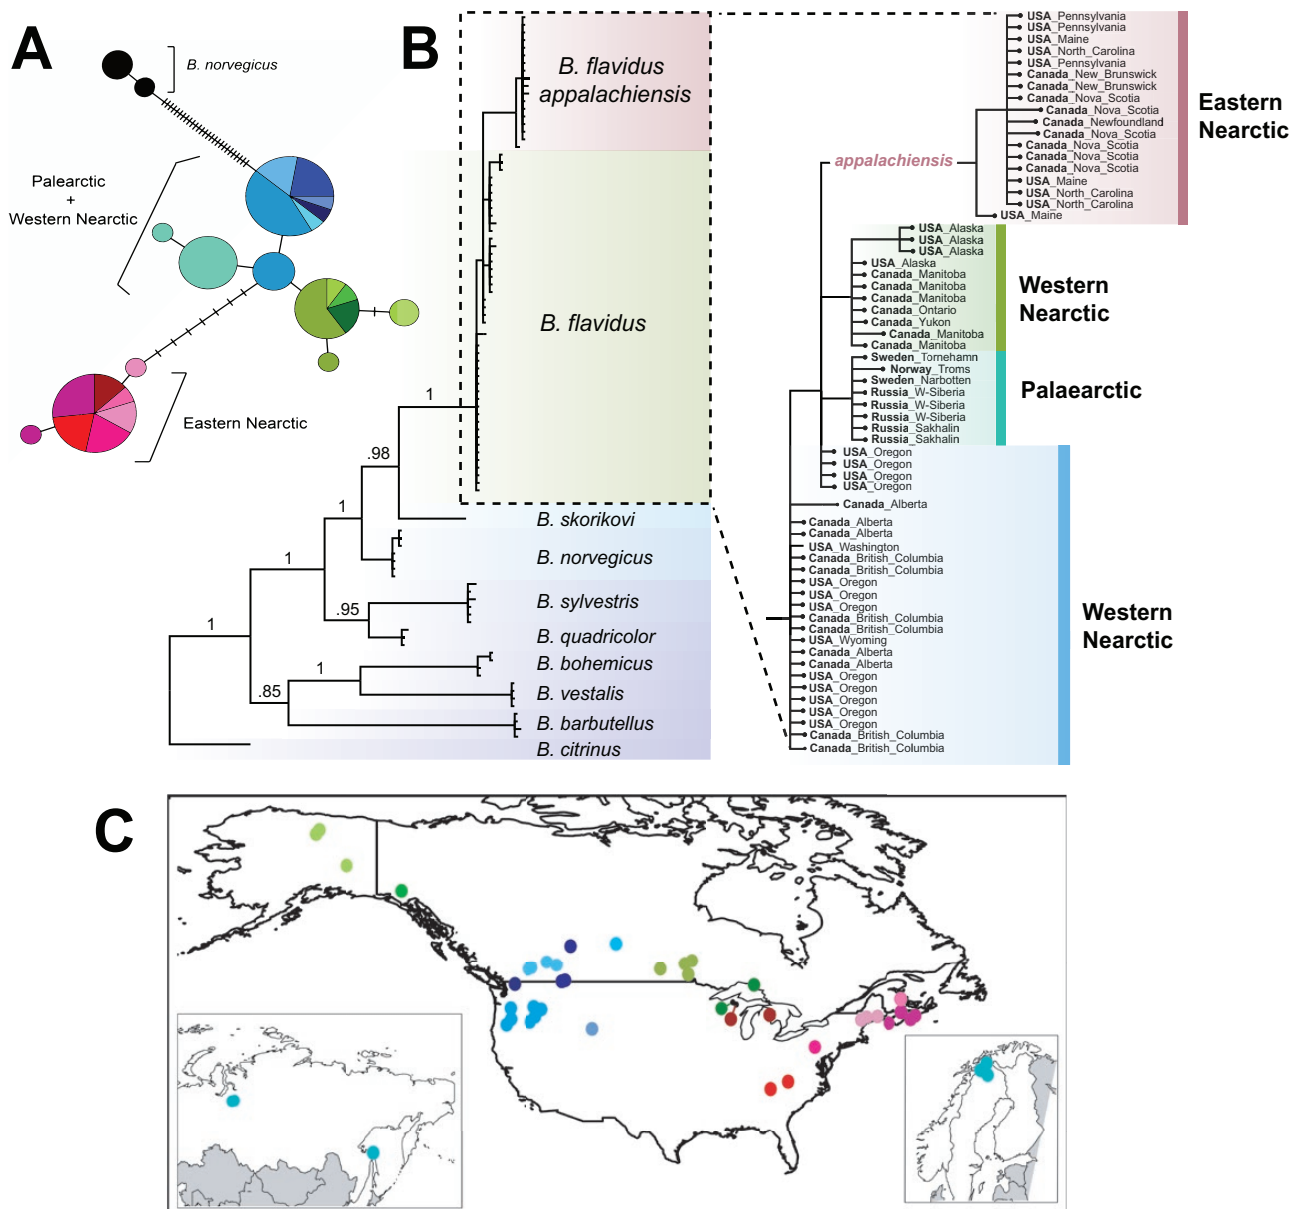 A
B. norvegicus
Palearctic
+
Western Nearctic
Eastern Nearctic
B
B. flavidus
appalachiensis
B. flavidus
B. skorikovi
B. norvegicus
B. sylvestris
B. quadricolor
B. bohemicus
B. vestalis
B. barbutellus
B. citrinus
1
.98
1
1
.95
1
1
.85
appalachiensis
USA_Pennsylvania
USA_Pennsylvania
USA_Maine
USA_North_Carolina
USA_Pennsylvania
Canada_New_Brunswick
Canada_New_Brunswick
Canada_Nova_Scotia
Canada_Nova_Scotia
Canada_Newfoundland
Canada_Nova_Scotia
Canada_Nova_Scotia
Canada_Nova_Scotia
Canada_Nova_Scotia
USA_Maine
USA_North_Carolina
USA_North_Carolina
USA_Maine
Eastern
Nearctic
USA_Alaska
USA_Alaska
USA_Alaska
USA_Alaska
Canada_Manitoba
Canada_Manitoba
Canada_Manitoba
Canada_Ontario
Canada_Yukon
Canada_Manitoba
Canada_Manitoba
Western
Nearctic
Sweden_Tornehamn
Norway_Troms
Sweden_Narbotten
Russia_W-Siberia
Russia_W-Siberia
Russia_W-Siberia
Russia_Sakhalin
Russia_Sakhalin
Palaearctic
USA_Oregon
USA_Oregon
USA_Oregon
USA_Oregon
Canada_Alberta
Canada_Alberta
Canada_Alberta
USA_Washington
Canada_British_Columbia
Canada_British_Columbia
USA_Oregon
USA_Oregon
USA_Oregon
Canada_British_Columbia
Canada_British_Columbia
USA_Wyoming
Canada_Alberta
Canada_Alberta
USA_Oregon
USA_Oregon
USA_Oregon
USA_Oregon
USA_Oregon
Canada_British_Columbia
Canada_British_Columbia
Western
Nearctic
C